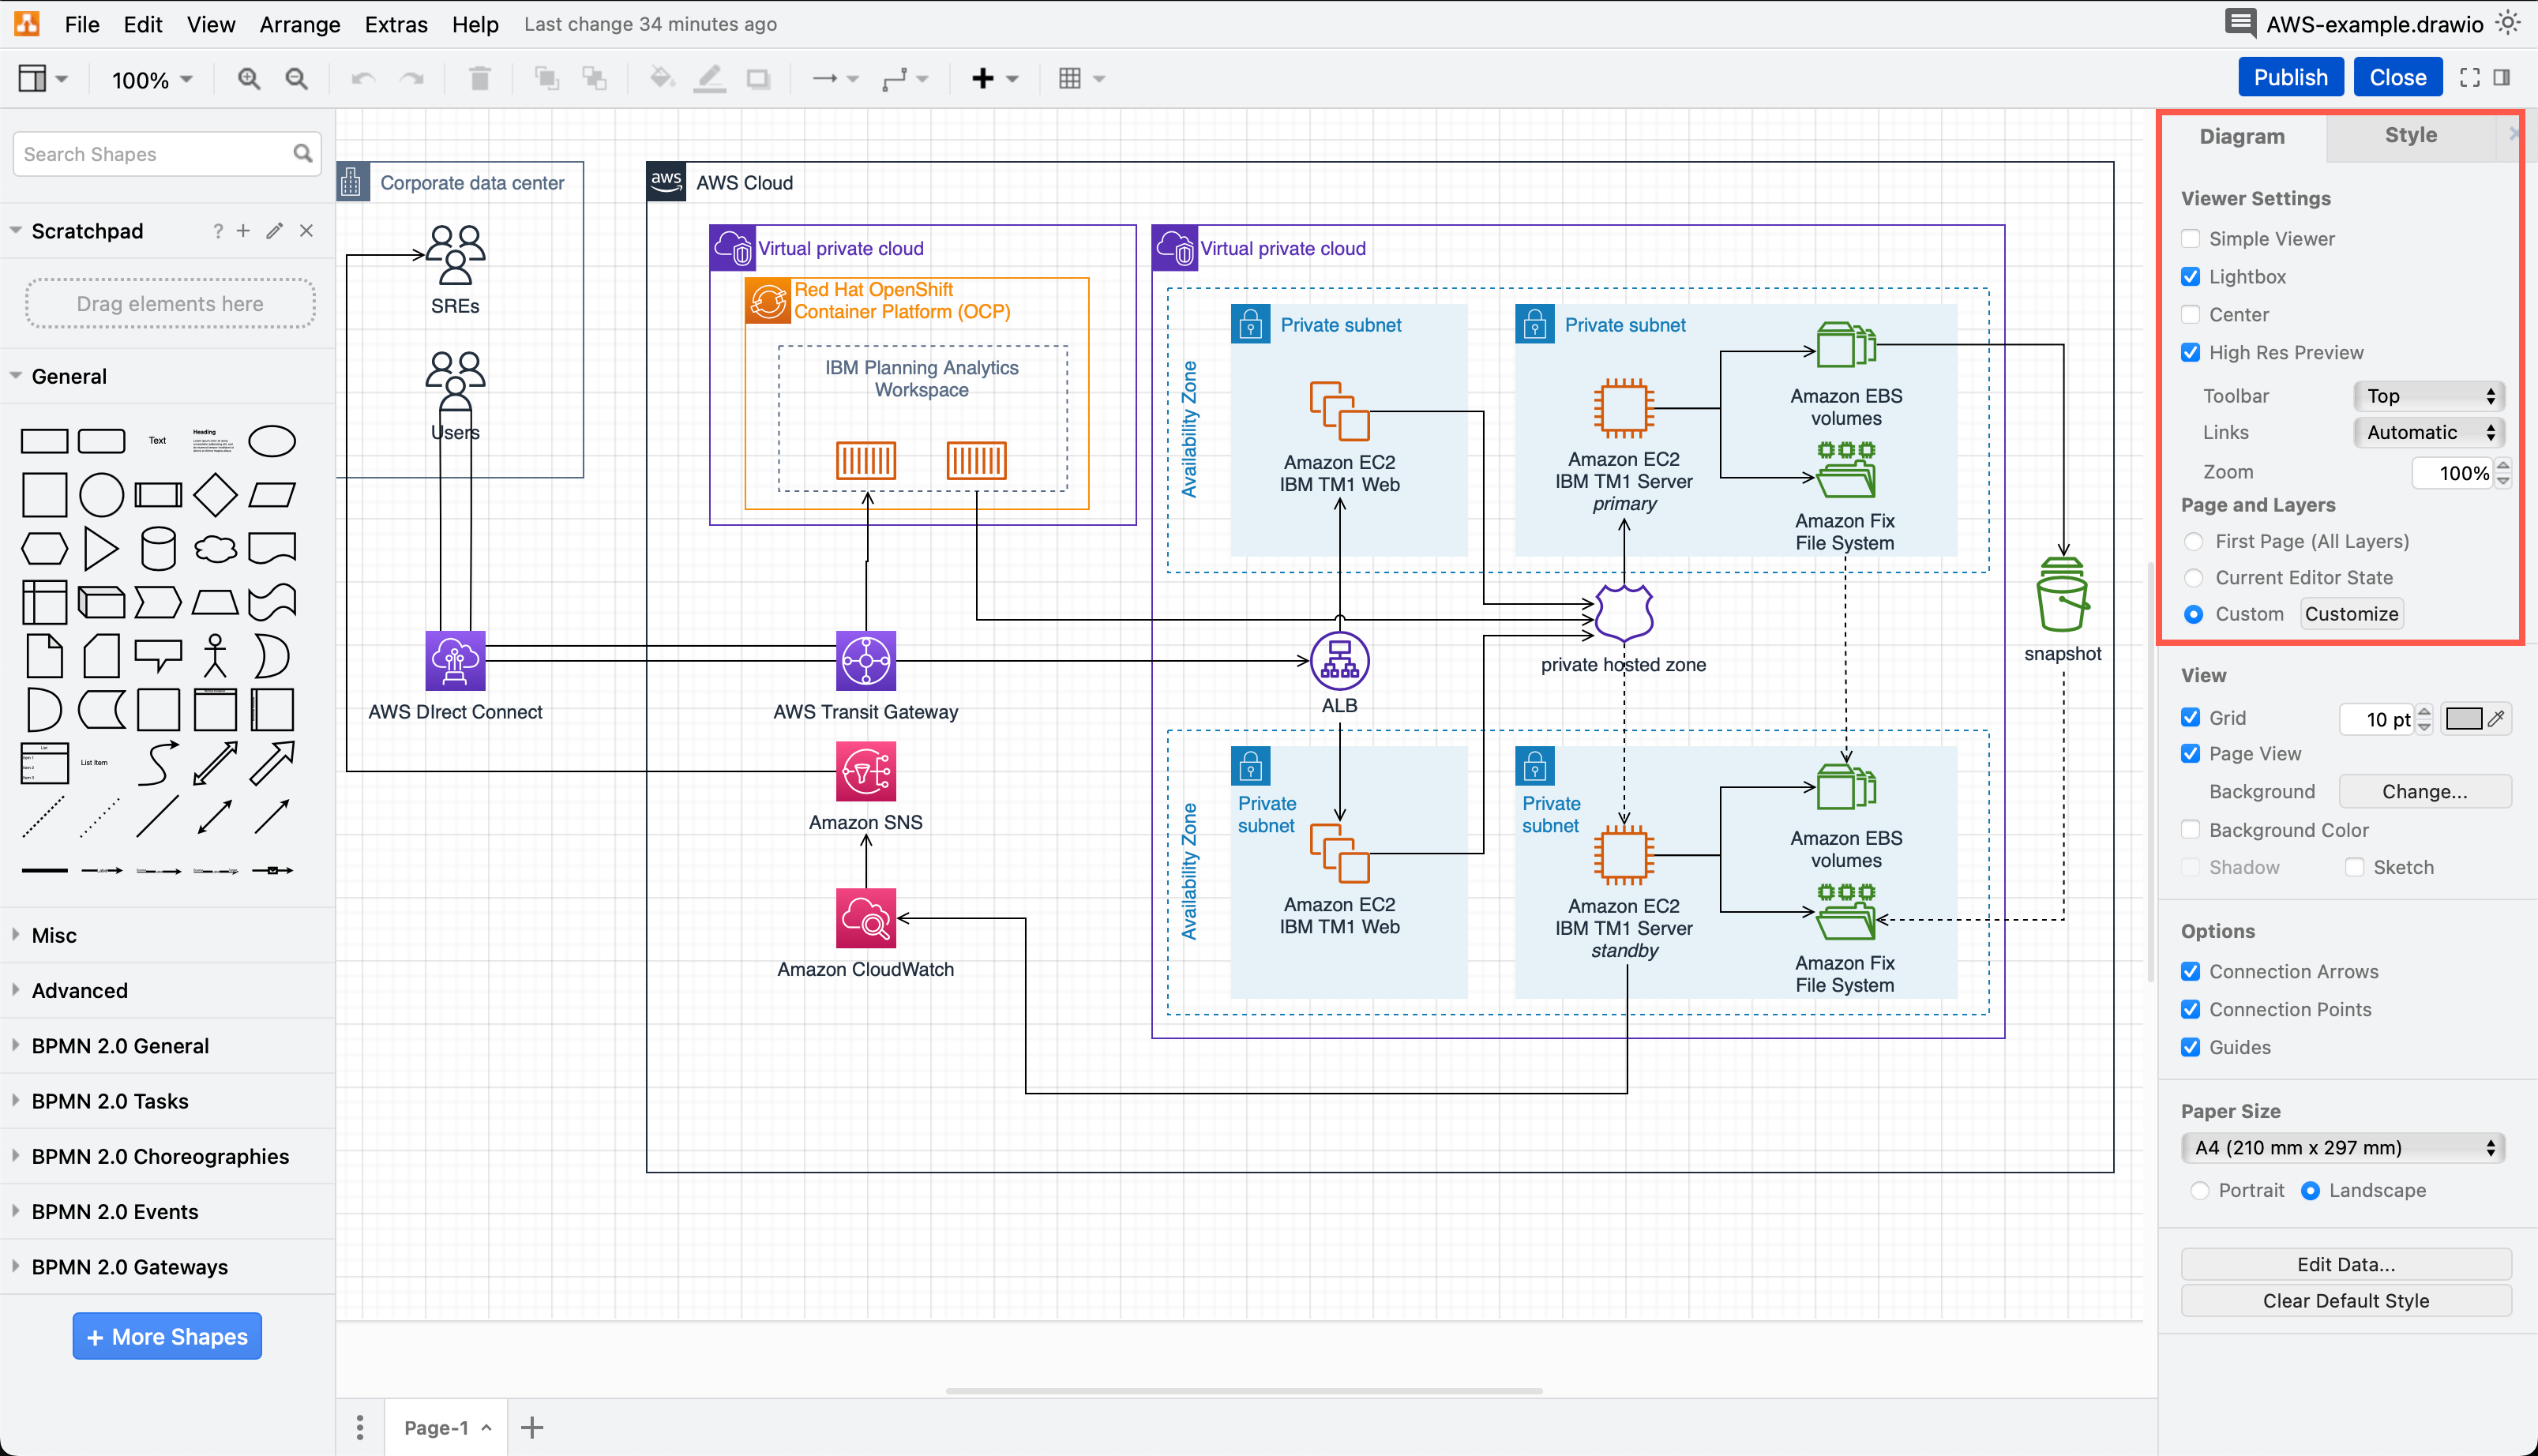 File Edit View Arrange Extras Help Last change 34 minutes ago
AWS-example.drawio
100%
Publish Close
Search Shapes
Scratchpad ?
Drag elements here
General
Text
Heading
List
Item 1
Item 2
Item 3
List Item
Label
Misc
Advanced
BPMN 2.0 General
BPMN 2.0 Tasks
BPMN 2.0 Choreographies
BPMN 2.0 Events
BPMN 2.0 Gateways
+ More Shapes
Corporate data center
SREs
Users
aws AWS Cloud
Virtual private cloud
Red Hat OpenShift
Container Platform (OCP)
IBM Planning Analytics
Workspace
Virtual private cloud
Availability Zone
Private subnet
Amazon EC2
IBM TM1 Web
Private subnet
Amazon EC2
IBM TM1 Server
primary
Amazon EBS
volumes
Amazon Fix
File System
private hosted zone
snapshot
AWS DIrect Connect
AWS Transit Gateway
ALB
Amazon SNS
Amazon CloudWatch
Availability Zone
Private
subnet
Amazon EC2
IBM TM1 Web
Private
subnet
Amazon EC2
IBM TM1 Server
standby
Amazon EBS
volumes
Amazon Fix
File System
Page-1
Diagram Style
Viewer Settings
Simple Viewer
Lightbox
Center
High Res Preview
Toolbar Top
Links Automatic
Zoom 100%
Page and Layers
First Page (All Layers)
Current Editor State
Custom Customize
View
Grid 10 pt
Page View
Background Change...
Background Color
Shadow Sketch
Options
Connection Arrows
Connection Points
Guides
Paper Size
A4 (210 mm x 297 mm)
Portrait Landscape
Edit Data...
Clear Default Style